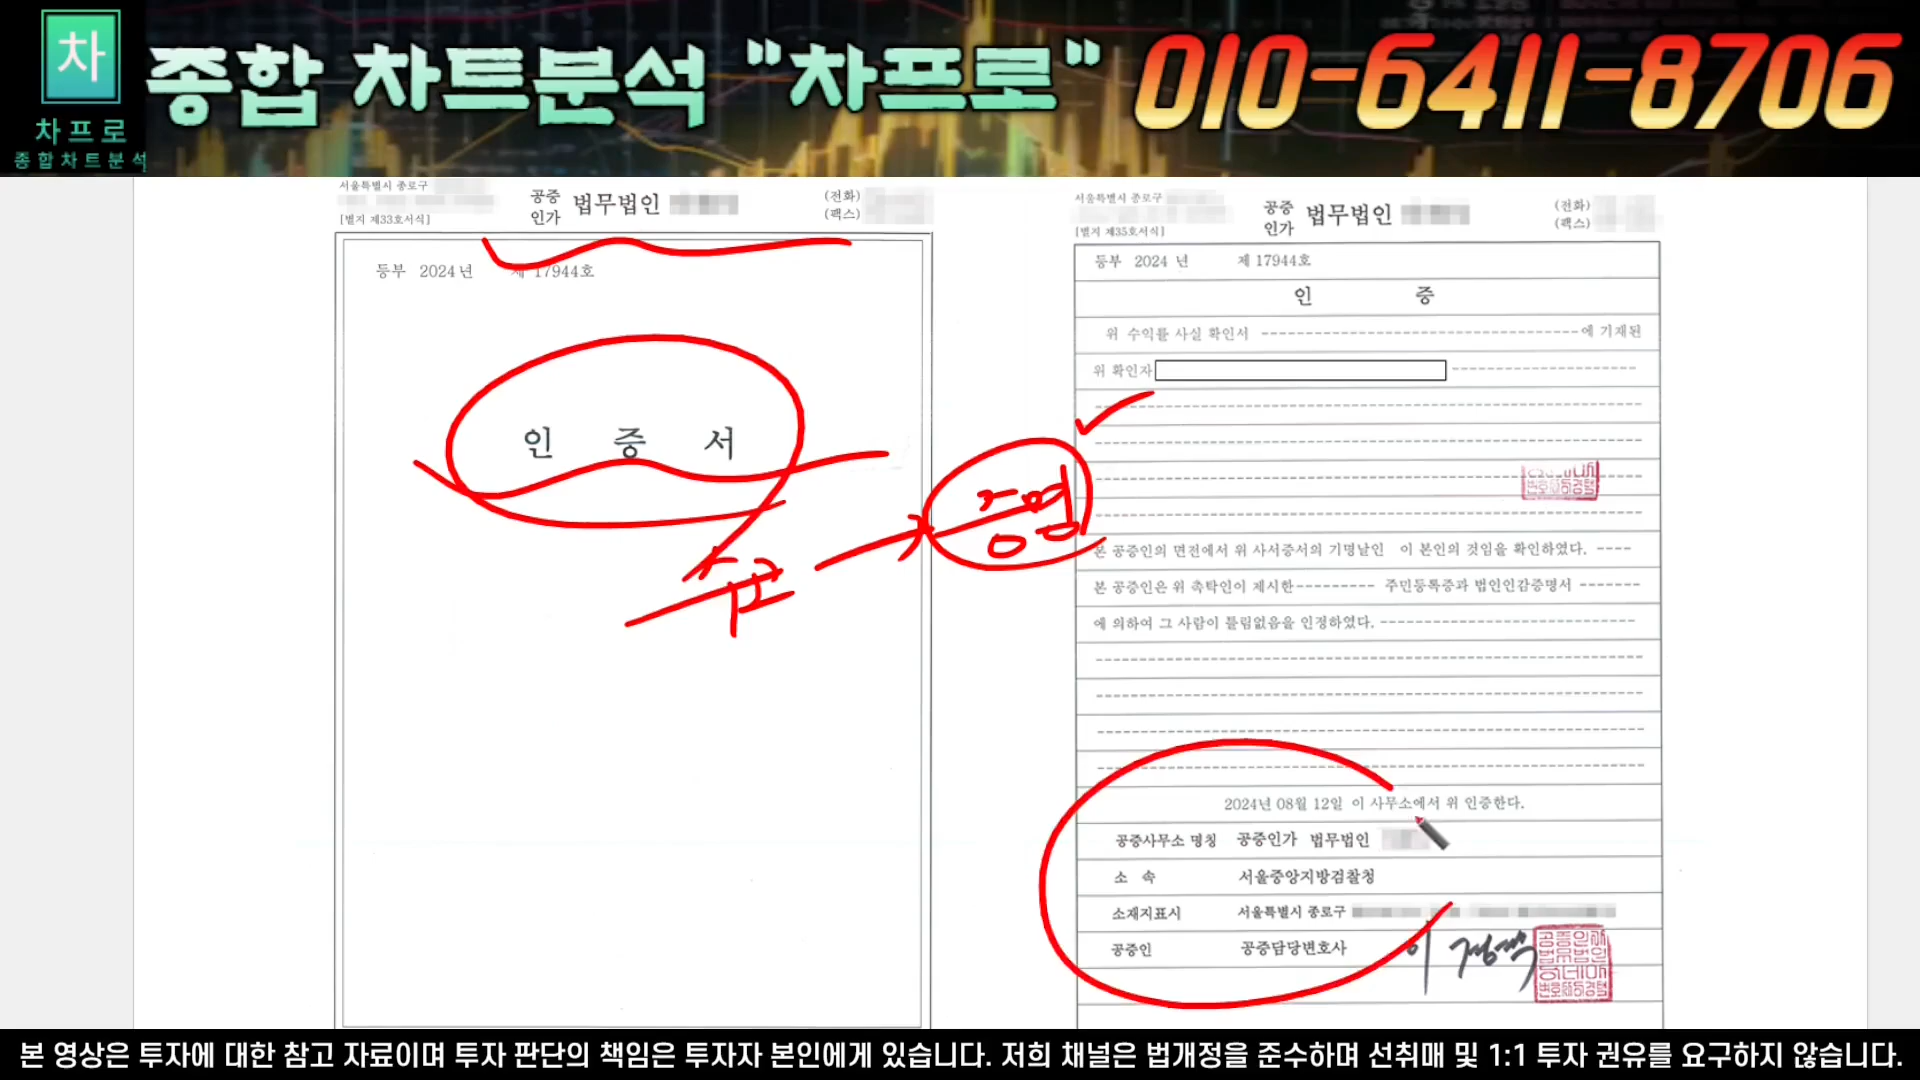 차
차프로
종합차트분석
종합 차트분석 "차프로" 010-6411-8706
서울특별시 종로구
[별지 제33호서식]
공증
인가 법무법인
(전화)
(팩스)
등부 2024년 제 17944호
인 증 서
증명
서울특별시 종로구
[별지 제35호서식]
공증
인가 법무법인
(전화)
(팩스)
등부 2024 년 제 17944호
인 증
위 수익률 사실 확인서 에 기재된
위 확인자
본 공증인의 면전에서 위 사서증서의 기명날인 이 본인의 것임을 확인하였다.
본 공증인은 위 촉탁인이 제시한 주민등록증과 법인인감증명서
에 의하여 그 사람이 틀림없음을 인정하였다.
2024년 08월 12일 이 사무소에서 위 인증한다.
공증사무소 명칭 공증인가 법무법인
소 속 서울중앙지방검찰청
소재지표시 서울특별시 종로구
공증인 공증담당변호사
본 영상은 투자에 대한 참고 자료이며 투자 판단의 책임은 투자자 본인에게 있습니다. 저희 채널은 법개정을 준수하며 선취매 및 1:1 투자 권유를 요구하지 않습니다.